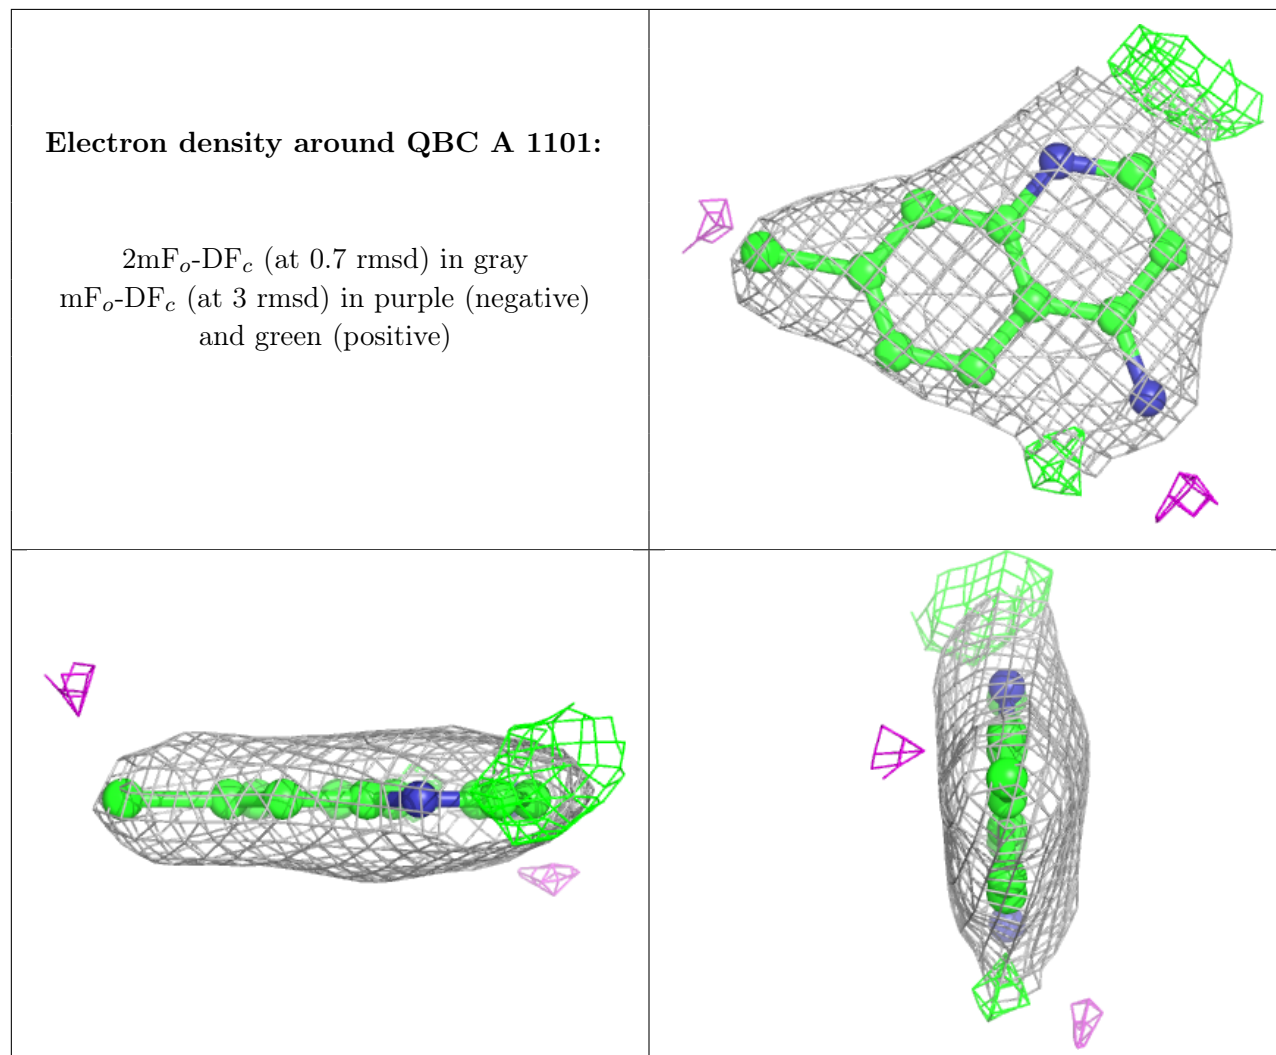 Electron density around QBC A 1101:
2mFo-DFc (at 0.7 rmsd) in gray
mFo-DFc (at 3 rmsd) in purple (negative)
and green (positive)